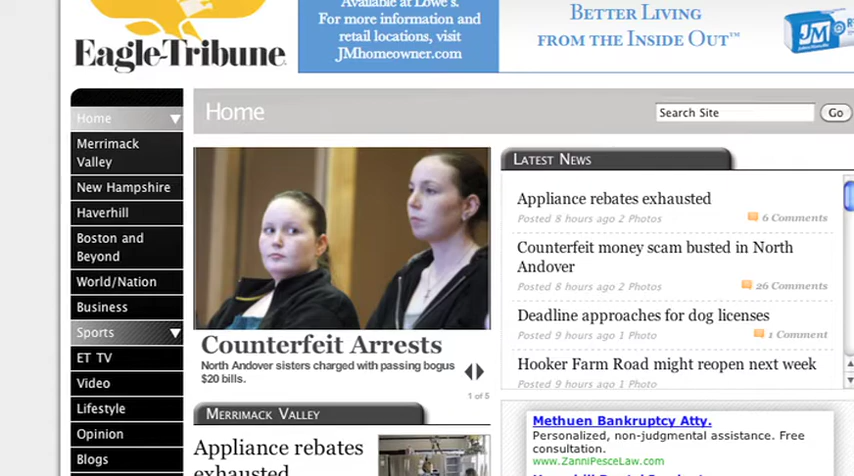 Available at Lowe's.
For more information and
retail locations, visit
JMhomeowner.com
BETTER LIVING
FROM THE INSIDE OUT™
JM
Eagle-Tribune
Home
Search Site
Go
Home
Merrimack
Valley
New Hampshire
Haverhill
Boston and
Beyond
World/Nation
Business
Sports
ET TV
Video
Lifestyle
Opinion
Blogs
Counterfeit Arrests
North Andover sisters charged with passing bogus
$20 bills.
1 of 5
MERRIMACK VALLEY
Appliance rebates
exhausted
LATEST NEWS
Appliance rebates exhausted
Posted 8 hours ago 2 Photos
6 Comments
Counterfeit money scam busted in North
Andover
Posted 8 hours ago 2 Photos
26 Comments
Deadline approaches for dog licenses
Posted 9 hours ago 1 Photo
1 Comment
Hooker Farm Road might reopen next week
Posted 9 hours ago 1 Photo
Methuen Bankruptcy Atty.
Personalized, non-judgmental assistance. Free
consultation.
www.ZanniPesceLaw.com